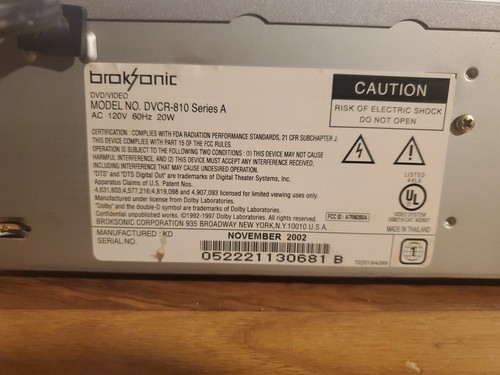 broksonic
DVD/VIDEO
MODEL NO. DVCR-810 Series A
AC 120V 60Hz 20W
CERTIFICATION : COMPLIES WITH FDA RADIATION PERFORMANCE STANDARDS, 21 CFR SUBCHAPTER J.
THIS DEVICE COMPLIES WITH PART 15 OF THE FCC RULES.
OPERATION IS SUBJECT TO THE FOLLOWING TWO CONDITIONS : (1) THIS DEVICE MAY NOT CAUSE
HARMFUL INTERFERENCE, AND (2) THIS DEVICE MUST ACCEPT ANY INTERFERENCE RECEIVED,
INCLUDING INTERFERENCE THAT MAY CAUSE UNDESIRED OPERATION.
"DTS" and "DTS Digital Out" are trademarks of Digital Theater Systems, Inc.
Apparatus Claims of U.S. Patent Nos.
4,631,603;4,577,216;4,819,098 and 4,907,093 licensed for limited viewing uses only.
Manufactured under license from Dolby Laboratories.
"Dolby" and the double-D symbol are trademarks of Dolby Laboratories.
Confidential unpublished works. ©1992-1997 Dolby Laboratories. All rights reserved.
BROKSONIC CORPORATION 935 BROADWAY NEW YORK,N.Y.10010 U.S.A.
MANUFACTURED : KD
NOVEMBER 2002
SERIAL NO.
052221130681 B
CAUTION
RISK OF ELECTRIC SHOCK
DO NOT OPEN
LISTED
UL
VIDEO SYSTEM
FCC ID :
MADE IN THAILAND
1